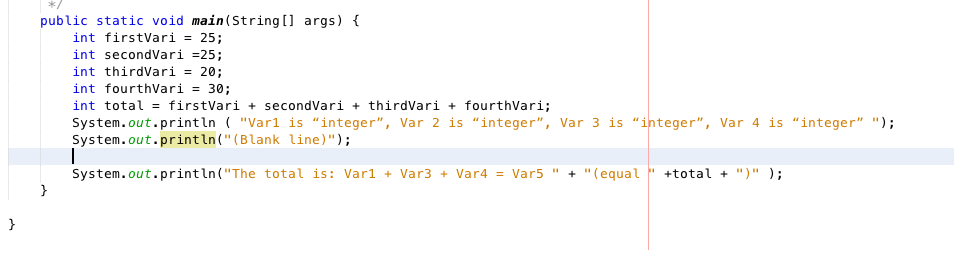 */
public static void main(String[] args) {
int firstVari = 25;
int secondVari =25;
int thirdVari = 20;
int fourthVari = 30;
int total = firstVari + secondVari + thirdVari + fourthVari;
System.out.println ( "Var1 is “integer”, Var 2 is “integer”, Var 3 is “integer”, Var 4 is “integer” ");
System.out.println("(Blank line)");
System.out.println("The total is: Var1 + Var3 + Var4 = Var5 " + "(equal " +total + ")" );
}
}